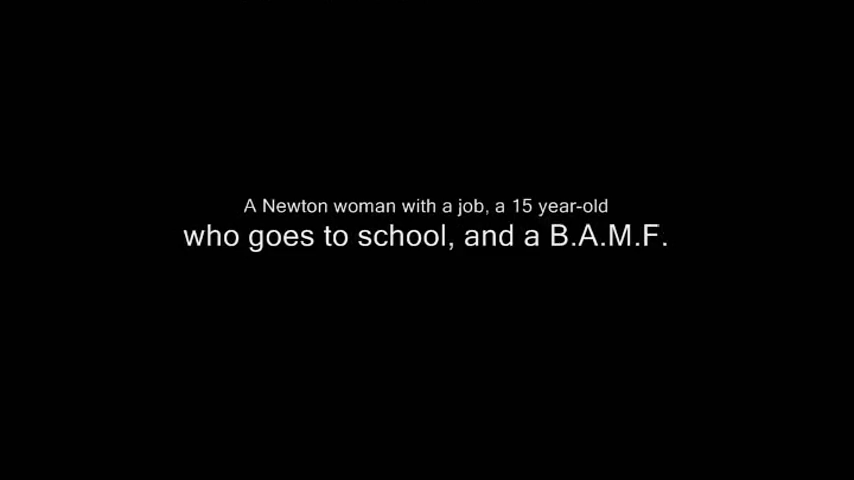 A Newton woman with a job, a 15 year-old
who goes to school, and a B.A.M.F.